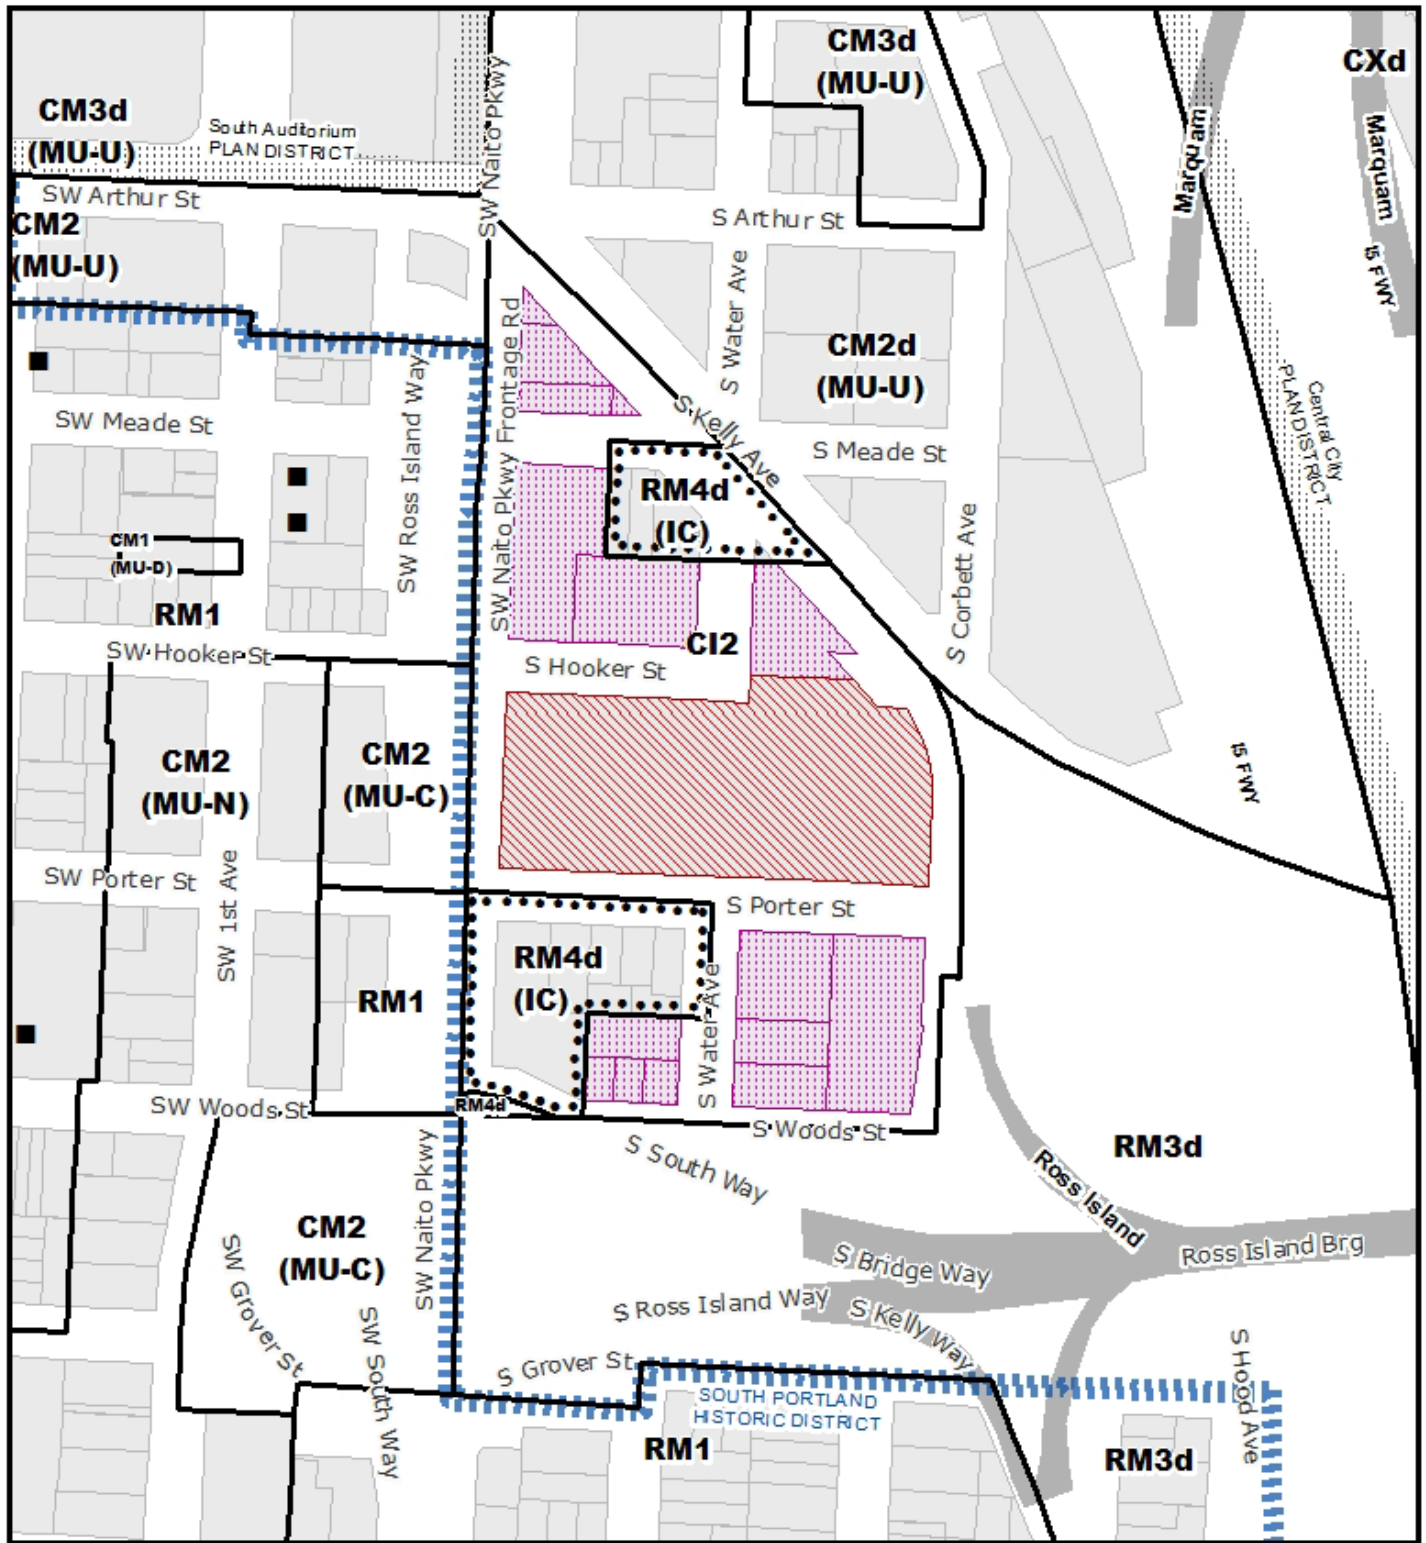 CM3d
(MU-U)
CXd
CM3d
(MU-U)
South Auditorium
PLAN DISTRICT
SW Naito Pkwy
Marquam
Marquam
15 FWY
SW Arthur St
S Arthur St
CM2
(MU-U)
S Water Ave
SW Naito Pkwy Frontage Rd
CM2d
(MU-U)
Central City
PLAN DISTRICT
SW Ross Island Way
SW Meade St
S Kelly Ave
S Meade St
RM4d
(IC)
CM1
(MU-D)
RM1
S Corbett Ave
SW Hooker St
S Hooker St
CI2
CM2
(MU-N)
CM2
(MU-C)
15 FWY
SW Porter St
SW 1st Ave
S Porter St
RM4d
(IC)
RM1
S Water Ave
SW Woods St
RM4d
S Woods St
SW Naito Pkwy
S South Way
RM3d
Ross Island
CM2
(MU-C)
SW Grover St
S Bridge Way
Ross Island Brg
S Ross Island Way
S Kelly Way
SW South Way
S Grover St
S Hood Ave
SOUTH PORTLAND
HISTORIC DISTRICT
RM1
RM3d